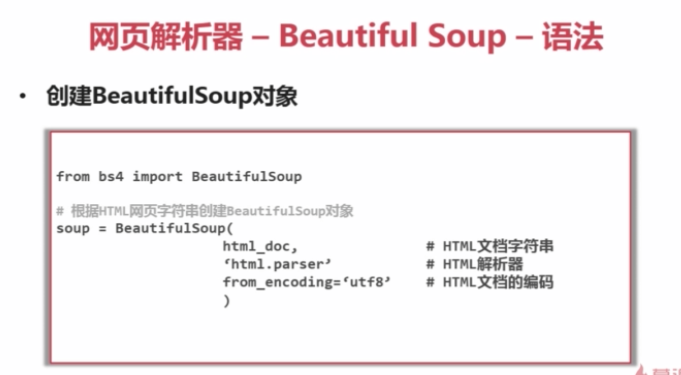 网页解析器 – Beautiful Soup – 语法
• 创建BeautifulSoup对象
from bs4 import BeautifulSoup
# 根据HTML网页字符串创建BeautifulSoup对象
soup = BeautifulSoup(
html_doc, # HTML文档字符串
‘html.parser’ # HTML解析器
from_encoding=‘utf8’ # HTML文档的编码
)